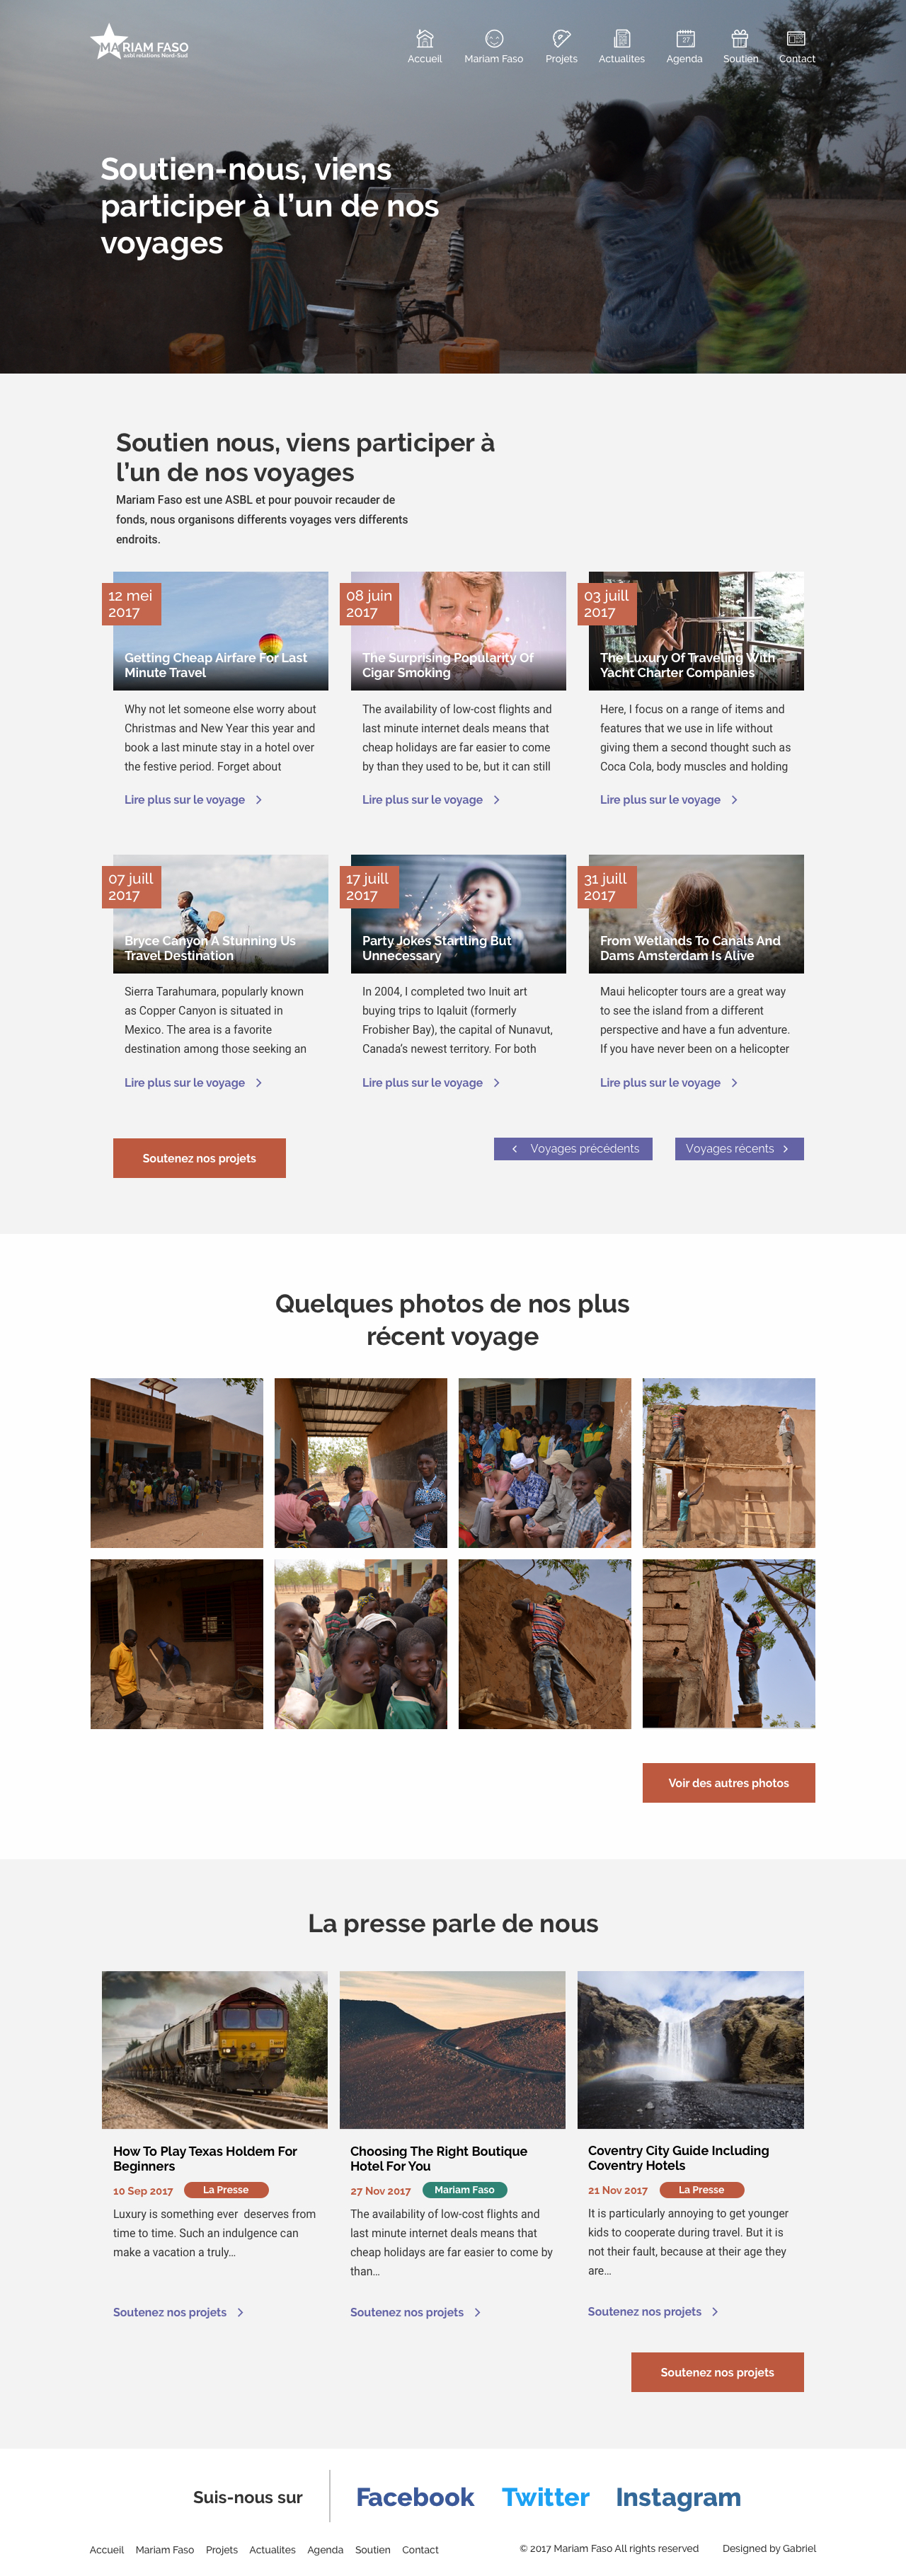 MARIAM FASO
asbl relations Nord-Sud
Accueil
Mariam Faso
Projets
27
Actualites
Agenda
Soutien
Contact
Soutien-nous, viens
participer à l’un de nos
voyages
Soutien nous, viens participer à
l’un de nos voyages
Mariam Faso est une ASBL et pour pouvoir recauder de
fonds, nous organisons differents voyages vers differents
endroits.
12 mei
2017
Getting Cheap Airfare For Last
Minute Travel
Why not let someone else worry about
Christmas and New Year this year and
book a last minute stay in a hotel over
the festive period. Forget about
Lire plus sur le voyage
08 juin
2017
The Surprising Popularity Of
Cigar Smoking
The availability of low-cost flights and
last minute internet deals means that
cheap holidays are far easier to come
by than they used to be, but it can still
Lire plus sur le voyage
03 juill
2017
The Luxury Of Traveling With
Yacht Charter Companies
Here, I focus on a range of items and
features that we use in life without
giving them a second thought such as
Coca Cola, body muscles and holding
Lire plus sur le voyage
07 juill
2017
Bryce Canyon A Stunning Us
Travel Destination
Sierra Tarahumara, popularly known
as Copper Canyon is situated in
Mexico. The area is a favorite
destination among those seeking an
Lire plus sur le voyage
17 juill
2017
Party Jokes Startling But
Unnecessary
In 2004, I completed two Inuit art
buying trips to Iqaluit (formerly
Frobisher Bay), the capital of Nunavut,
Canada’s newest territory. For both
Lire plus sur le voyage
31 juill
2017
From Wetlands To Canals And
Dams Amsterdam Is Alive
Maui helicopter tours are a great way
to see the island from a different
perspective and have a fun adventure.
If you have never been on a helicopter
Lire plus sur le voyage
Soutenez nos projets
Voyages précédents
Voyages récents
Quelques photos de nos plus
récent voyage
Voir des autres photos
La presse parle de nous
How To Play Texas Holdem For
Beginners
10 Sep 2017
La Presse
Luxury is something ever  deserves from
time to time. Such an indulgence can
make a vacation a truly…
Soutenez nos projets
Choosing The Right Boutique
Hotel For You
27 Nov 2017
Mariam Faso
The availability of low-cost flights and
last minute internet deals means that
cheap holidays are far easier to come by
than…
Soutenez nos projets
Coventry City Guide Including
Coventry Hotels
21 Nov 2017
La Presse
It is particularly annoying to get younger
kids to cooperate during travel. But it is
not their fault, because at their age they
are…
Soutenez nos projets
Soutenez nos projets
Suis-nous sur
Facebook
Twitter
Instagram
Accueil Mariam Faso Projets Actualites Agenda Soutien Contact
© 2017 Mariam Faso All rights reserved
Designed by Gabriel